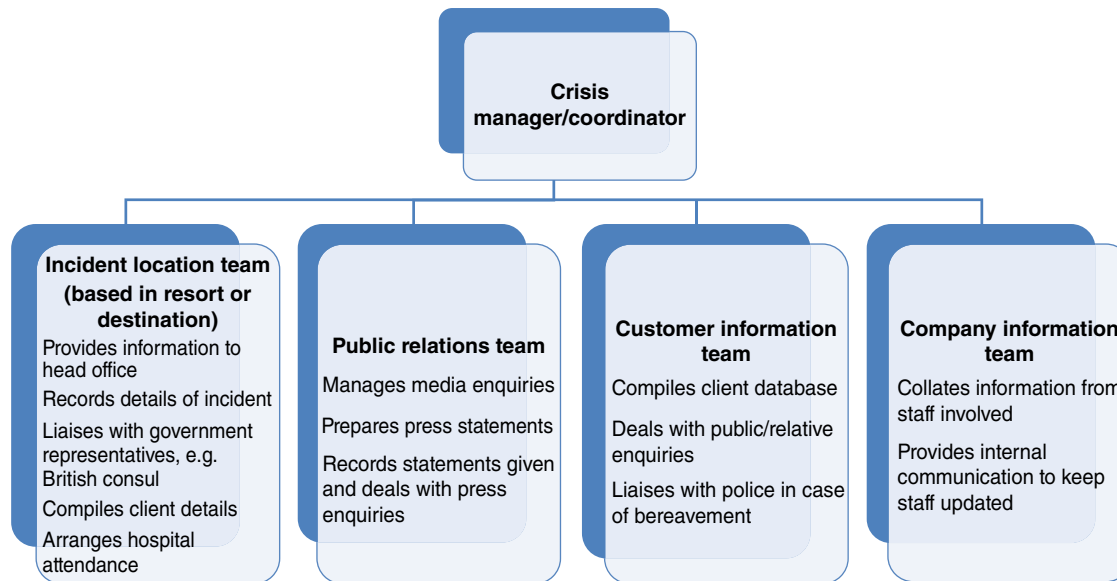 Crisis
manager/coordinator
Incident location team
(based in resort or
destination)
Provides information to
head office
Records details of incident
Liaises with government
representatives, e.g.
British consul
Compiles client details
Arranges hospital
attendance
Public relations team
Manages media enquiries
Prepares press statements
Records statements given
and deals with press
enquiries
Customer information
team
Compiles client database
Deals with public/relative
enquiries
Liaises with police in case
of bereavement
Company information
team
Collates information from
staff involved
Provides internal
communication to keep
staff updated